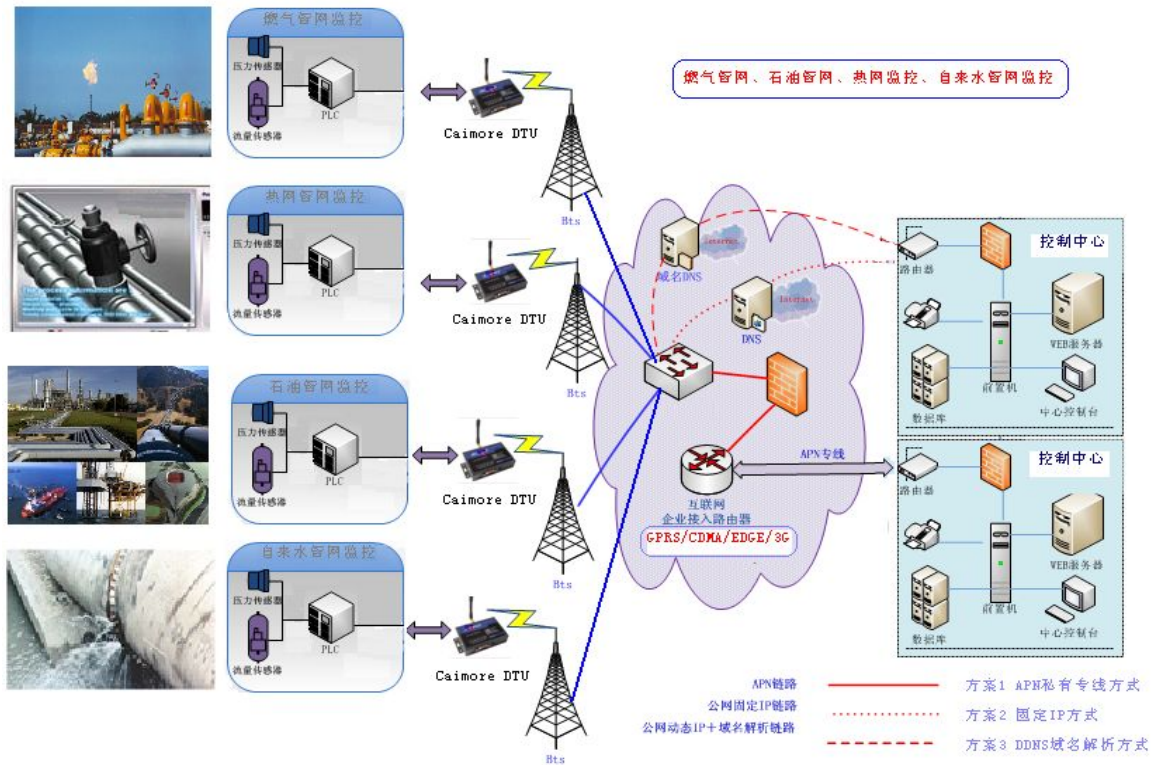 燃气管网监控
压力传感器
流量传感器
PLC
Caimore DTU
Bts
燃气管网、石油管网、热网监控、自来水管网监控
热网管网监控
压力传感器
流量传感器
PLC
Caimore DTU
Bts
石油管网监控
压力传感器
流量传感器
PLC
Caimore DTU
Bts
自来水管网监控
压力传感器
流量传感器
PLC
Caimore DTU
Bts
Internet
域名DNS
Internet
DNS
APN专线
互联网
企业接入路由器
GPRS/CDMA/EDGE/3G
控制中心
路由器
WEB服务器
前置机
数据库
中心控制台
控制中心
路由器
WEB服务器
前置机
数据库
中心控制台
APN链路
方案1 APN私有专线方式
公网固定IP链路
方案2 固定IP方式
公网动态IP+域名解析链路
方案3 DDNS域名解析方式